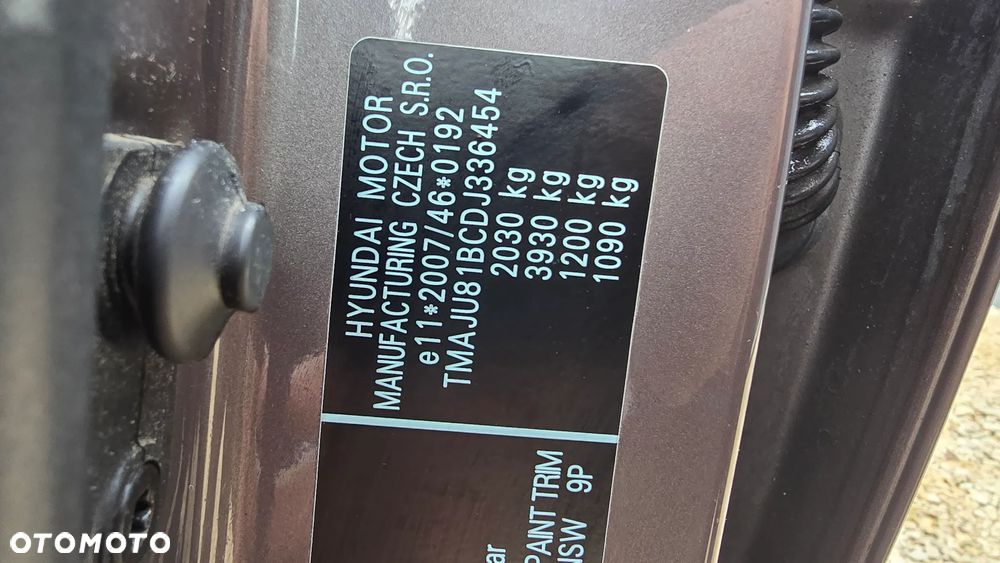 HYUNDAI MOTOR
MANUFACTURING CZECH S.R.O.
e11*2007/46*0192
TMAJU81BCDJ336454
2030 kg
3930 kg
1200 kg
1090 kg
PAINT TRIM
9P
OTOMOTO